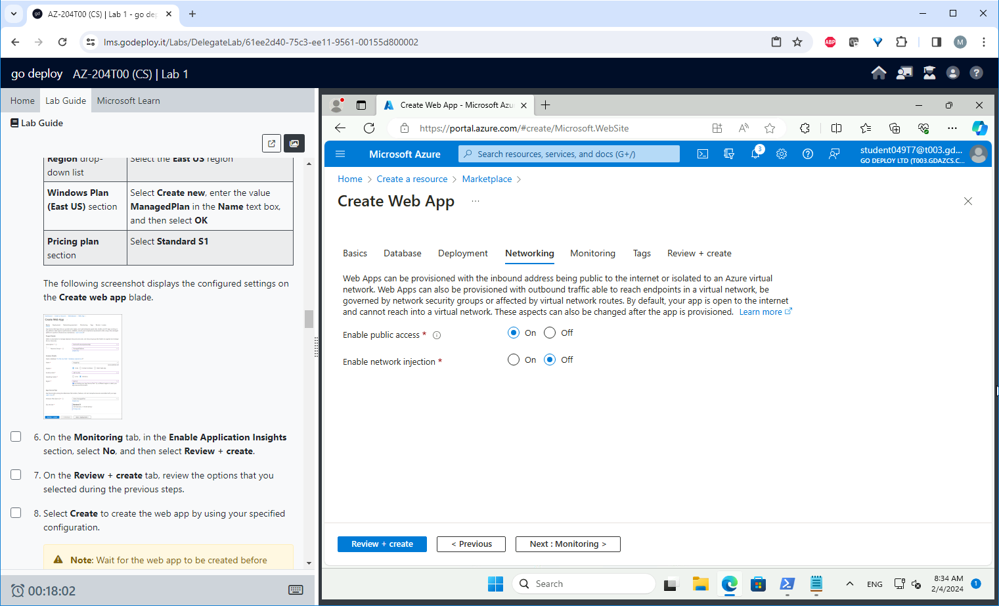 AZ-204T00 (CS) | Lab 1 - go dep
lms.godeploy.it/Labs/DelegateLab/61ee2d40-75c3-ee11-9561-00155d800002
ABP
M
go deploy AZ-204T00 (CS) | Lab 1
Home Lab Guide Microsoft Learn
Lab Guide
Region drop-
down list
Select the East US region
Windows Plan
(East US) section
Select Create new, enter the value
ManagedPlan in the Name text box,
and then select OK
Pricing plan
section
Select Standard S1
The following screenshot displays the configured settings on
the Create web app blade.
6. On the Monitoring tab, in the Enable Application Insights
section, select No, and then select Review + create.
7. On the Review + create tab, review the options that you
selected during the previous steps.
8. Select Create to create the web app by using your specified
configuration.
Note: Wait for the web app to be created before
00:18:02
Create Web App - Microsoft Azu
https://portal.azure.com/#create/Microsoft.WebSite
Microsoft Azure
Search resources, services, and docs (G+/)
3
student049T7@t003.gd...
GO DEPLOY LTD (T003.GDAZCS.C...
Home > Create a resource > Marketplace >
Create Web App ...
Basics Database Deployment Networking Monitoring Tags Review + create
Web Apps can be provisioned with the inbound address being public to the internet or isolated to an Azure virtual
network. Web Apps can also be provisioned with outbound traffic able to reach endpoints in a virtual network, be
governed by network security groups or affected by virtual network routes. By default, your app is open to the internet
and cannot reach into a virtual network. These aspects can also be changed after the app is provisioned. Learn more
Enable public access * On Off
Enable network injection * On Off
Review + create < Previous Next : Monitoring >
Search
ENG
8:34 AM
2/4/2024
1